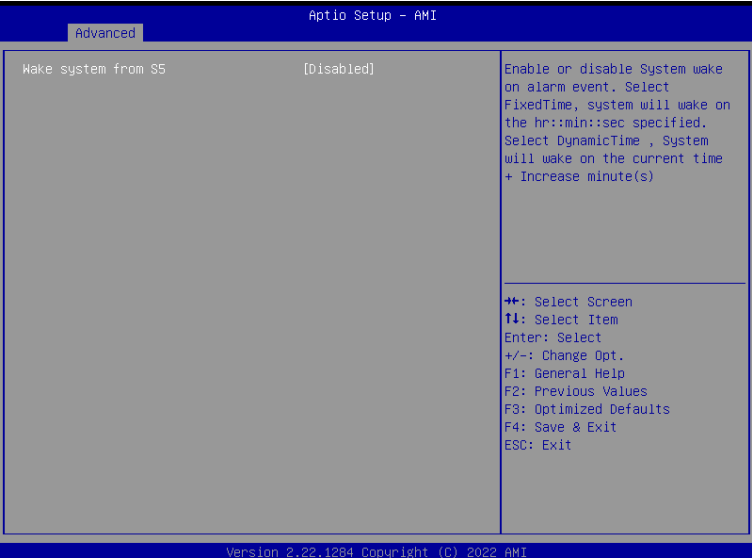 Aptio Setup – AMI
Advanced
Wake system from S5 [Disabled]
Enable or disable System wake
on alarm event. Select
FixedTime, system will wake on
the hr::min::sec specified.
Select DynamicTime , System
will wake on the current time
+ Increase minute(s)
→←: Select Screen
↑↓: Select Item
Enter: Select
+/-: Change Opt.
F1: General Help
F2: Previous Values
F3: Optimized Defaults
F4: Save & Exit
ESC: Exit
Version 2.22.1284 Copyright (C) 2022 AMI